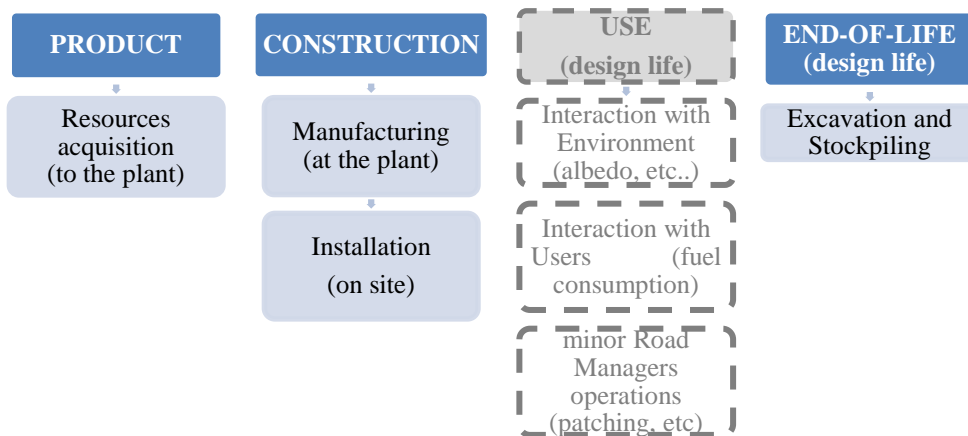 PRODUCT
Resources
acquisition
(to the plant)
CONSTRUCTION
Manufacturing
(at the plant)
Installation
(on site)
USE
(design life)
Interaction with
Environment
(albedo, etc..)
Interaction with
Users (fuel
consumption)
minor Road
Managers
operations
(patching, etc)
END-OF-LIFE
(design life)
Excavation and
Stockpiling